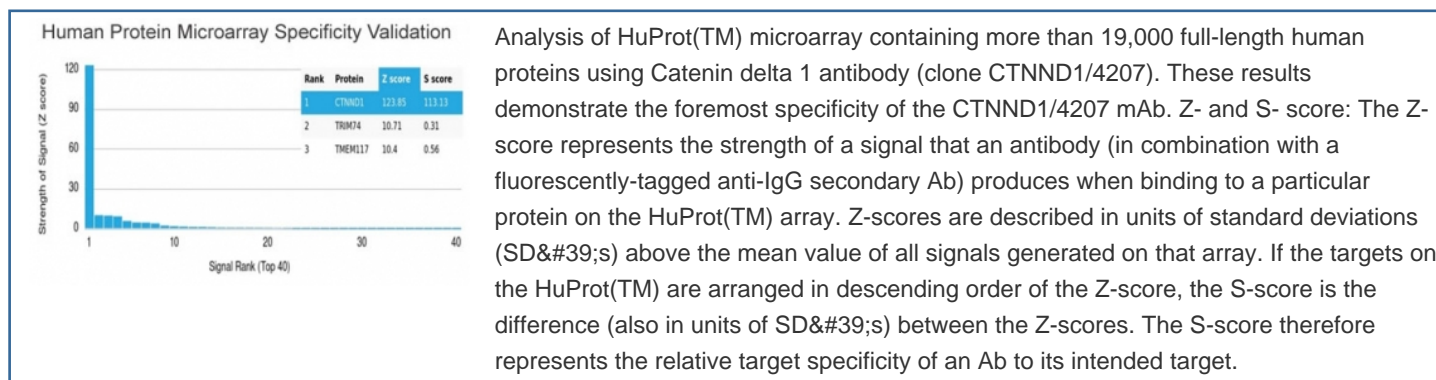 Human Protein Microarray Specificity Validation
Strength of Signal (Z score)
120
90
60
30
0
1
10
20
30
40
Signal Rank (Top 40)
Rank Protein Z score S score
1 CTNND1 123.85 113.13
2 TRIM74 10.71 0.31
3 TMEM117 10.4 0.56
Analysis of HuProt(TM) microarray containing more than 19,000 full-length human
proteins using Catenin delta 1 antibody (clone CTNND1/4207). These results
demonstrate the foremost specificity of the CTNND1/4207 mAb. Z- and S- score: The Z-
score represents the strength of a signal that an antibody (in combination with a
fluorescently-tagged anti-IgG secondary Ab) produces when binding to a particular
protein on the HuProt(TM) array. Z-scores are described in units of standard deviations
(SD&#39;s) above the mean value of all signals generated on that array. If the targets on
the HuProt(TM) are arranged in descending order of the Z-score, the S-score is the
difference (also in units of SD&#39;s) between the Z-scores. The S-score therefore
represents the relative target specificity of an Ab to its intended target.